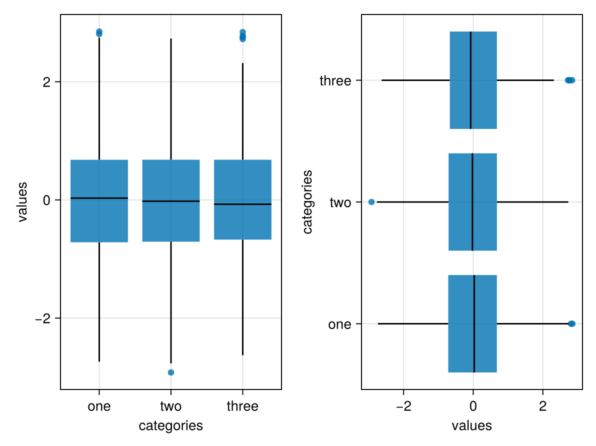 values
2
0
−2
one two three
categories
categories
three
two
one
−2 0 2
values